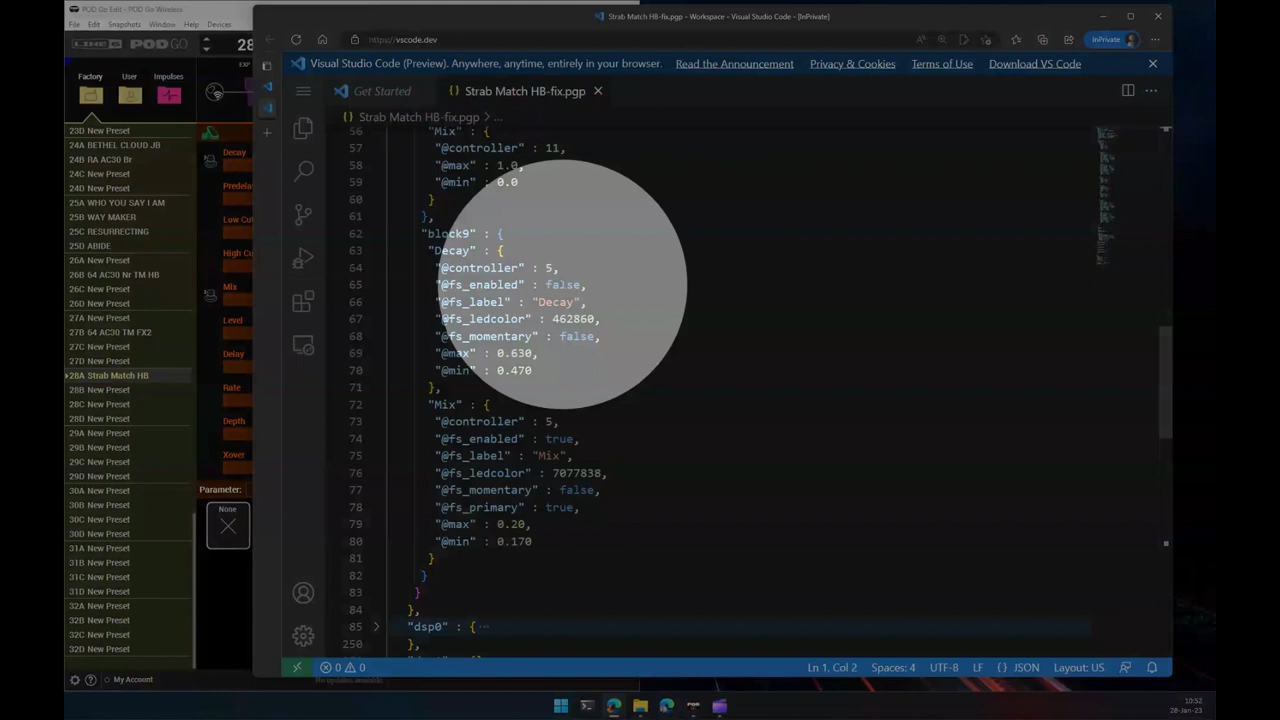 POD Go Edit - POD Go Wireless
File Edit Snapshots Window Help Devices
LINE 6 POD GO
28
EXP
Factory User Impulses
23D New Preset
24A BETHEL CLOUD JB
24B RA AC30 Br
24C New Preset
24D New Preset
25A WHO YOU SAY I AM
25B WAY MAKER
25C RESURRECTING
25D ABIDE
26A New Preset
26B 64 AC30 Nr TM HB
26C New Preset
26D New Preset
27A New Preset
27B 64 AC30 TM FX2
27C New Preset
27D New Preset
28A Strab Match HB
28B New Preset
28C New Preset
28D New Preset
29A New Preset
29B New Preset
29C New Preset
29D New Preset
30A New Preset
30B New Preset
30C New Preset
30D New Preset
31A New Preset
31B New Preset
31C New Preset
31D New Preset
32A New Preset
32B New Preset
32C New Preset
32D New Preset
My Account
Decay
Predela
Low Cu
High Cu
Mix
Level
Delay
Rate
Depth
Xover
Parameter:
None
Strab Match HB-fix.pgp - Workspace - Visual Studio Code - [InPrivate]
https://vscode.dev
InPrivate
Visual Studio Code (Preview). Anywhere, anytime, entirely in your browser. Read the Announcement Privacy & Cookies Terms of Use Download VS Code
Get Started
{} Strab Match HB-fix.pgp
{} Strab Match HB-fix.pgp > ...
56 "Mix" : {
57 "@controller" : 11,
58 "@max" : 1.0,
59 "@min" : 0.0
60 }
61 },
62 "block9" : {
63 "Decay" : {
64 "@controller" : 5,
65 "@fs_enabled" : false,
66 "@fs_label" : "Decay",
67 "@fs_ledcolor" : 462860,
68 "@fs_momentary" : false,
69 "@max" : 0.630,
70 "@min" : 0.470
71 },
72 "Mix" : {
73 "@controller" : 5,
74 "@fs_enabled" : true,
75 "@fs_label" : "Mix",
76 "@fs_ledcolor" : 7077838,
77 "@fs_momentary" : false,
78 "@fs_primary" : true,
79 "@max" : 0.20,
80 "@min" : 0.170
81 }
82 }
83 }
84 },
85 "dsp0" : { ...
250 },
0 0 Ln 1, Col 2 Spaces: 4 UTF-8 LF {} JSON Layout: US
No updates available.
10:52
28-Jan-23